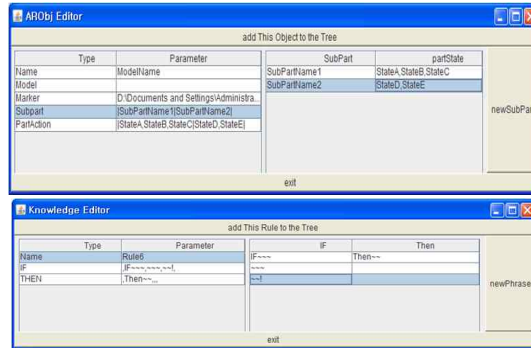 ARObj Editor
add This Object to the Tree
Type Parameter SubPart partState
Name ModelName SubPartName1 StateA,StateB,StateC
Model SubPartName2 StateD,StateE
Marker D:\Documents and Settings\Administra...
Subpart |SubPartName1|SubPartName2|
PartAction |StateA,StateB,StateC|StateD,StateE|
newSubPar
exit
Knowledge Editor
add This Rule to the Tree
Type Parameter IF Then
Name Rule6 IF~~~ Then~~
IF ,IF~~~,~~~,~~!, ~~~
THEN ,Then~~,,, ~~!
newPhrase
exit